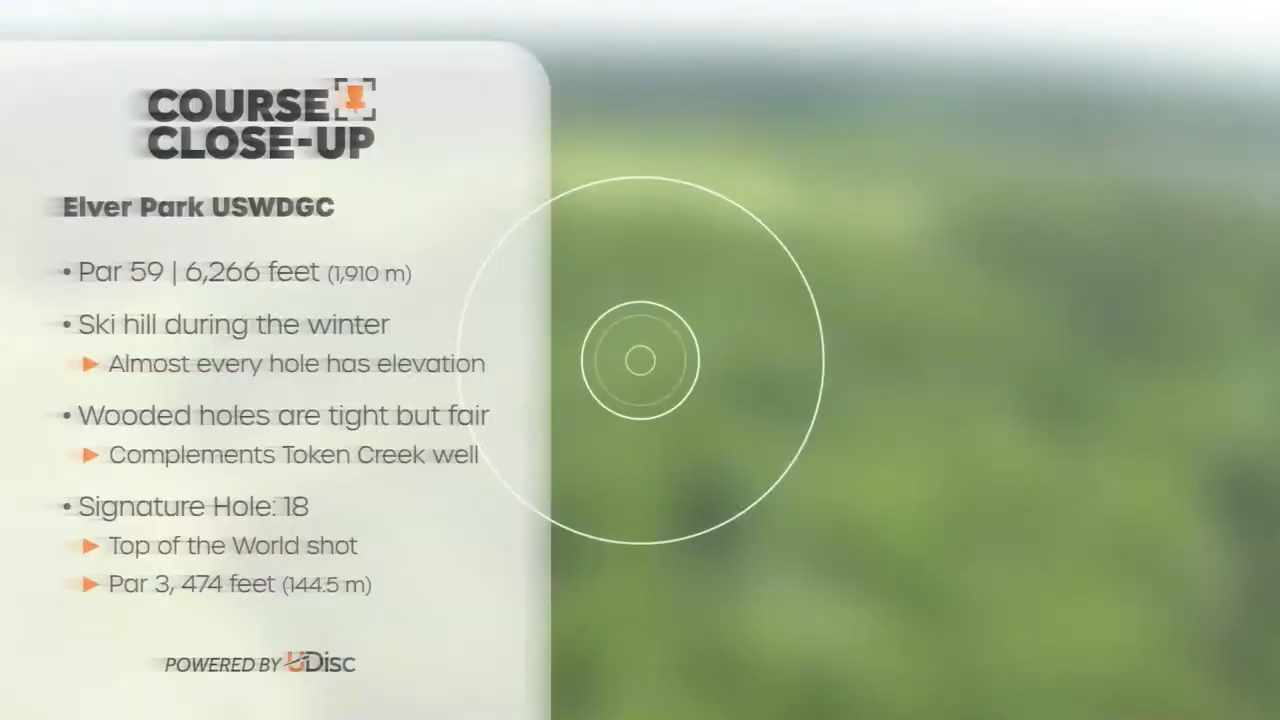 COURSE
CLOSE-UP
Elver Park USWDGC
• Par 59 | 6,266 feet (1,910 m)
• Ski hill during the winter
Almost every hole has elevation
• Wooded holes are tight but fair
Complements Token Creek well
• Signature Hole: 18
Top of the World shot
Par 3, 474 feet (144.5 m)
POWERED BY UDisc